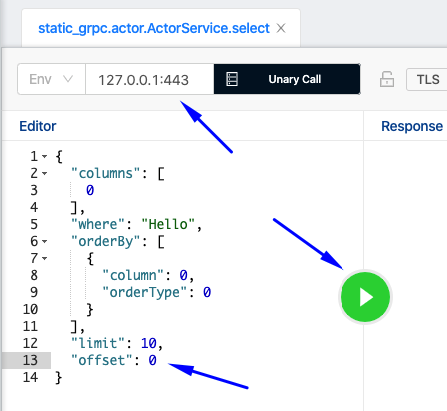 static_grpc.actor.ActorService.select ×
Env 127.0.0.1:443 Unary Call TLS
Editor Response
1 {
2 "columns": [
3 0
4 ],
5 "where": "Hello",
6 "orderBy": [
7 {
8 "column": 0,
9 "orderType": 0
10 }
11 ],
12 "limit": 10,
13 "offset": 0
14 }